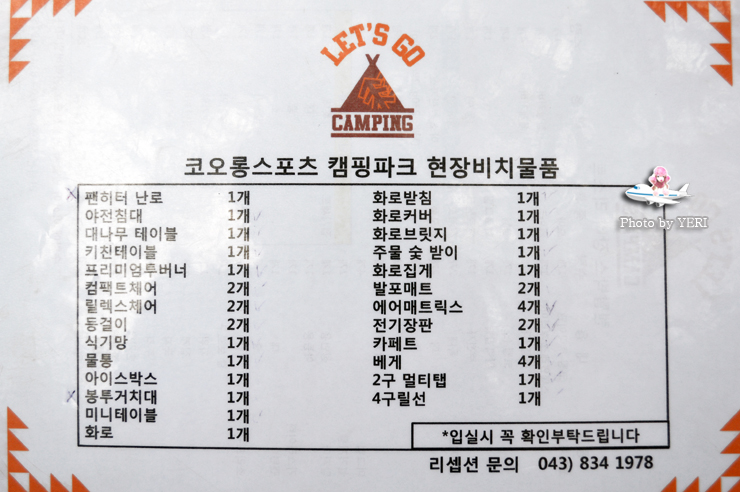 LET'S GO
CAMPING
코오롱스포츠 캠핑파크 현장비치물품
팬히터 난로 1개
야전침대 1개
대나무 테이블 1개
키친테이블 1개
프리미엄투버너 1개
컴팩트체어 2개
릴렉스체어 2개
등걸이 2개
식기망 1개
물통 1개
아이스박스 1개
봉투거치대 1개
미니테이블 1개
화로 1개
화로받침 1개
화로커버 1개
화로브릿지 1개
주물 숯 받이 1개
화로집게 1개
발포매트 2개
에어매트릭스 4개
전기장판 2개
카페트 1개
베게 4개
2구 멀티탭 1개
4구릴선 1개
*입실시 꼭 확인부탁드립니다
리셉션 문의 043) 834 1978
Photo by YERI